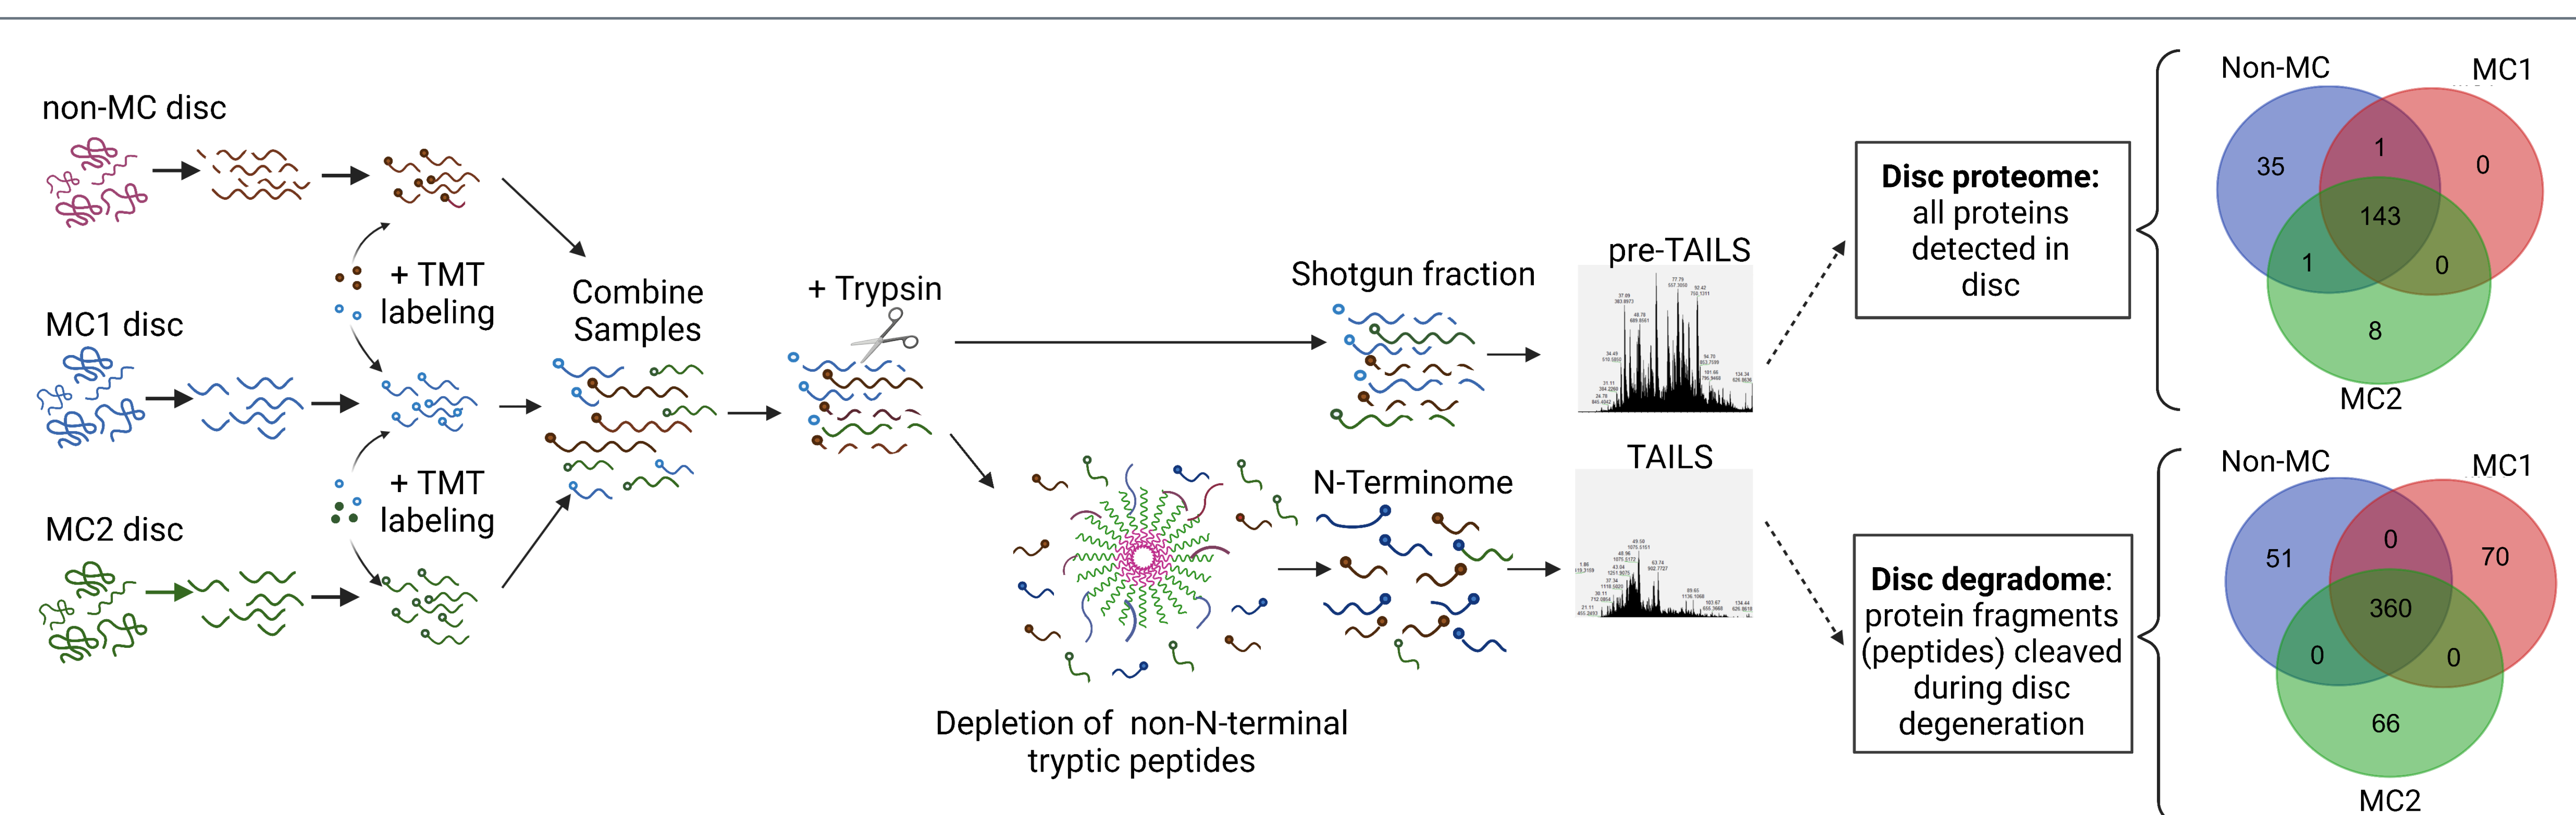 non-MC disc
+ TMT
labeling
MC1 disc
+ TMT
labeling
MC2 disc
Combine
Samples
+ Trypsin
Shotgun fraction
pre-TAILS
Depletion of non-N-terminal
tryptic peptides
N-Terminome
TAILS
Disc proteome:
all proteins
detected in
disc
Non-MC
MC1
35
1
0
143
1
0
8
MC2
Disc degradome:
protein fragments
(peptides) cleaved
during disc
degeneration
Non-MC
MC1
51
0
70
360
0
0
66
MC2